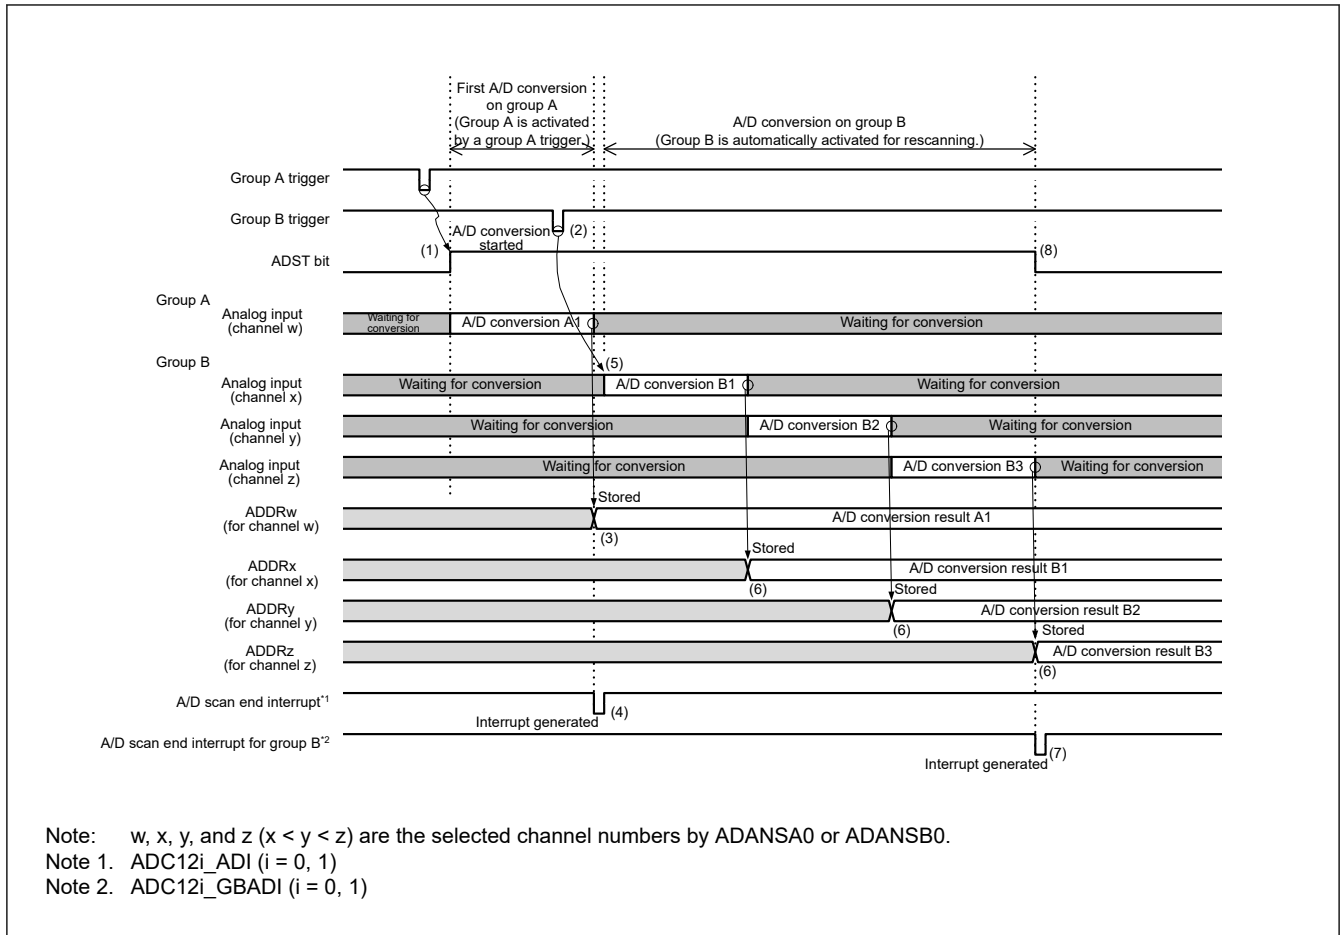 First A/D conversion
on group A
(Group A is activated
by a group A trigger.)
A/D conversion on group B
(Group B is automatically activated for rescanning.)
Group A trigger
Group B trigger
A/D conversion
started
(2)
(1)
(8)
ADST bit
Group A
Analog input
(channel w)
Waiting for
conversion
A/D conversion A1
Waiting for conversion
Group B
(5)
Analog input
(channel x)
Waiting for conversion
A/D conversion B1
Waiting for conversion
Analog input
(channel y)
Waiting for conversion
A/D conversion B2
Waiting for conversion
Analog input
(channel z)
Waiting for conversion
A/D conversion B3
Waiting for conversion
Stored
ADDRw
(for channel w)
A/D conversion result A1
(3)
Stored
ADDRx
(for channel x)
A/D conversion result B1
(6)
Stored
ADDRy
(for channel y)
A/D conversion result B2
(6)
Stored
ADDRz
(for channel z)
A/D conversion result B3
(6)
A/D scan end interrupt*1
(4)
Interrupt generated
A/D scan end interrupt for group B*2
(7)
Interrupt generated
Note: w, x, y, and z (x < y < z) are the selected channel numbers by ADANSA0 or ADANSB0.
Note 1. ADC12i_ADI (i = 0, 1)
Note 2. ADC12i_GBADI (i = 0, 1)